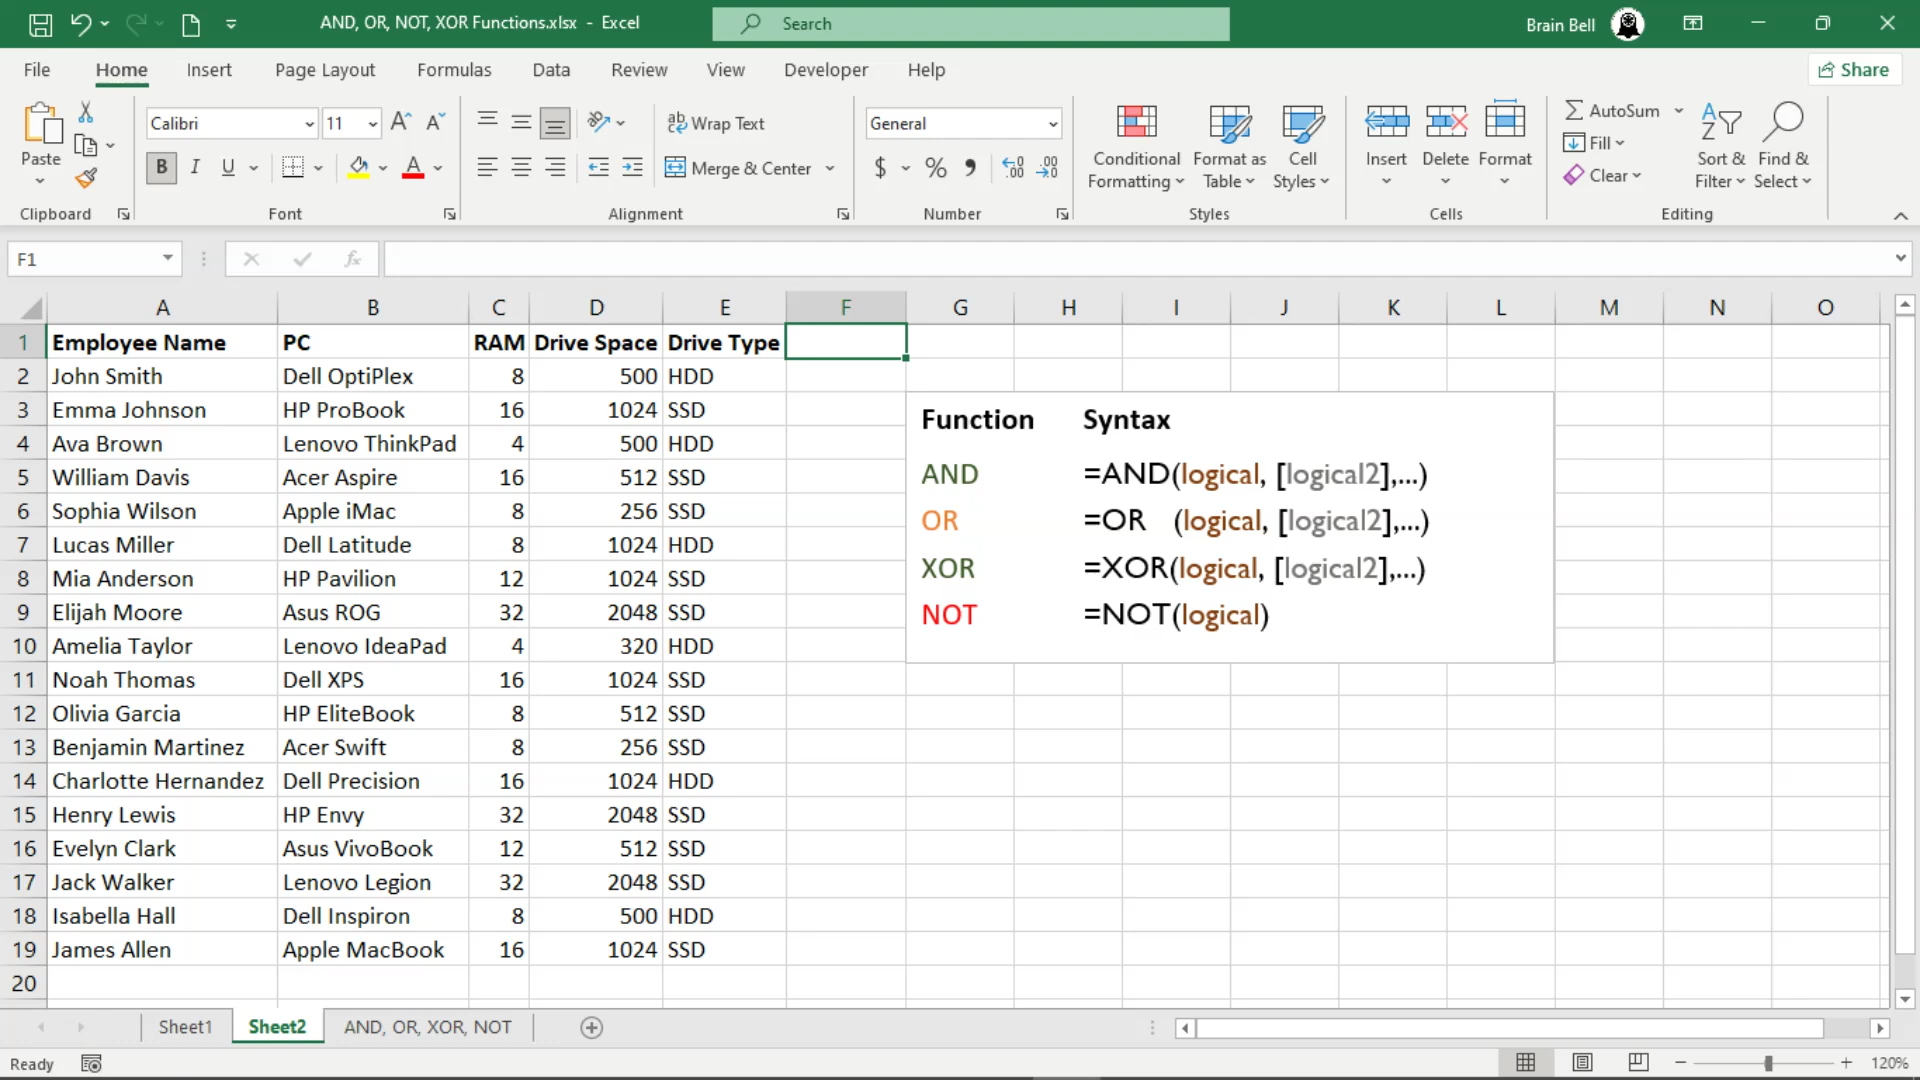 AND, OR, NOT, XOR Functions.xlsx - Excel
Search
Brain Bell
File Home Insert Page Layout Formulas Data Review View Developer Help
Share
Paste
Clipboard
Calibri 11
B I U
Font
Wrap Text
Merge & Center
Alignment
General
$ %
Number
Conditional Formatting
Format as Table
Cell Styles
Styles
Insert
Delete
Format
Cells
AutoSum
Fill
Clear
Sort & Filter
Find & Select
Editing
F1
fx
A B C D E F G H I J K L M N O
1 Employee Name PC RAM Drive Space Drive Type
2 John Smith Dell OptiPlex 8 500 HDD
3 Emma Johnson HP ProBook 16 1024 SSD
4 Ava Brown Lenovo ThinkPad 4 500 HDD
5 William Davis Acer Aspire 16 512 SSD
6 Sophia Wilson Apple iMac 8 256 SSD
7 Lucas Miller Dell Latitude 8 1024 HDD
8 Mia Anderson HP Pavilion 12 1024 SSD
9 Elijah Moore Asus ROG 32 2048 SSD
10 Amelia Taylor Lenovo IdeaPad 4 320 HDD
11 Noah Thomas Dell XPS 16 1024 SSD
12 Olivia Garcia HP EliteBook 8 512 SSD
13 Benjamin Martinez Acer Swift 8 256 SSD
14 Charlotte Hernandez Dell Precision 16 1024 HDD
15 Henry Lewis HP Envy 32 2048 SSD
16 Evelyn Clark Asus VivoBook 12 512 SSD
17 Jack Walker Lenovo Legion 32 2048 SSD
18 Isabella Hall Dell Inspiron 8 500 HDD
19 James Allen Apple MacBook 16 1024 SSD
20
Function Syntax
AND =AND(logical, [logical2],...)
OR =OR (logical, [logical2],...)
XOR =XOR(logical, [logical2],...)
NOT =NOT(logical)
Sheet1 Sheet2 AND, OR, XOR, NOT
Ready
120%